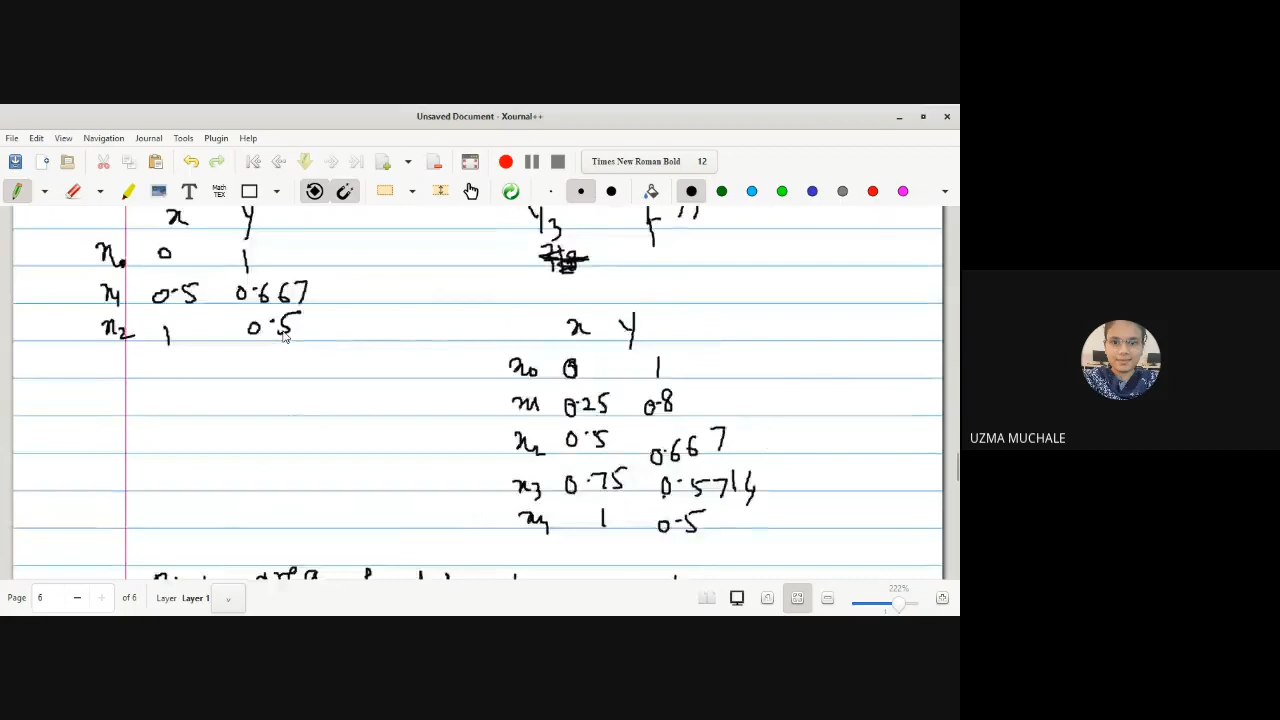 Unsaved Document - Xournal++
File Edit View Navigation Journal Tools Plugin Help
Times New Roman Bold 12
x y
y3
x0 0 1
x1 0.5 0.667
x2 1 0.5
x y
x0 0 1
x1 0.25 0.8
x2 0.5 0.667
x3 0.75 0.5714
x4 1 0.5
UZMA MUCHALE
Page 6 of 6 Layer Layer 1 222%